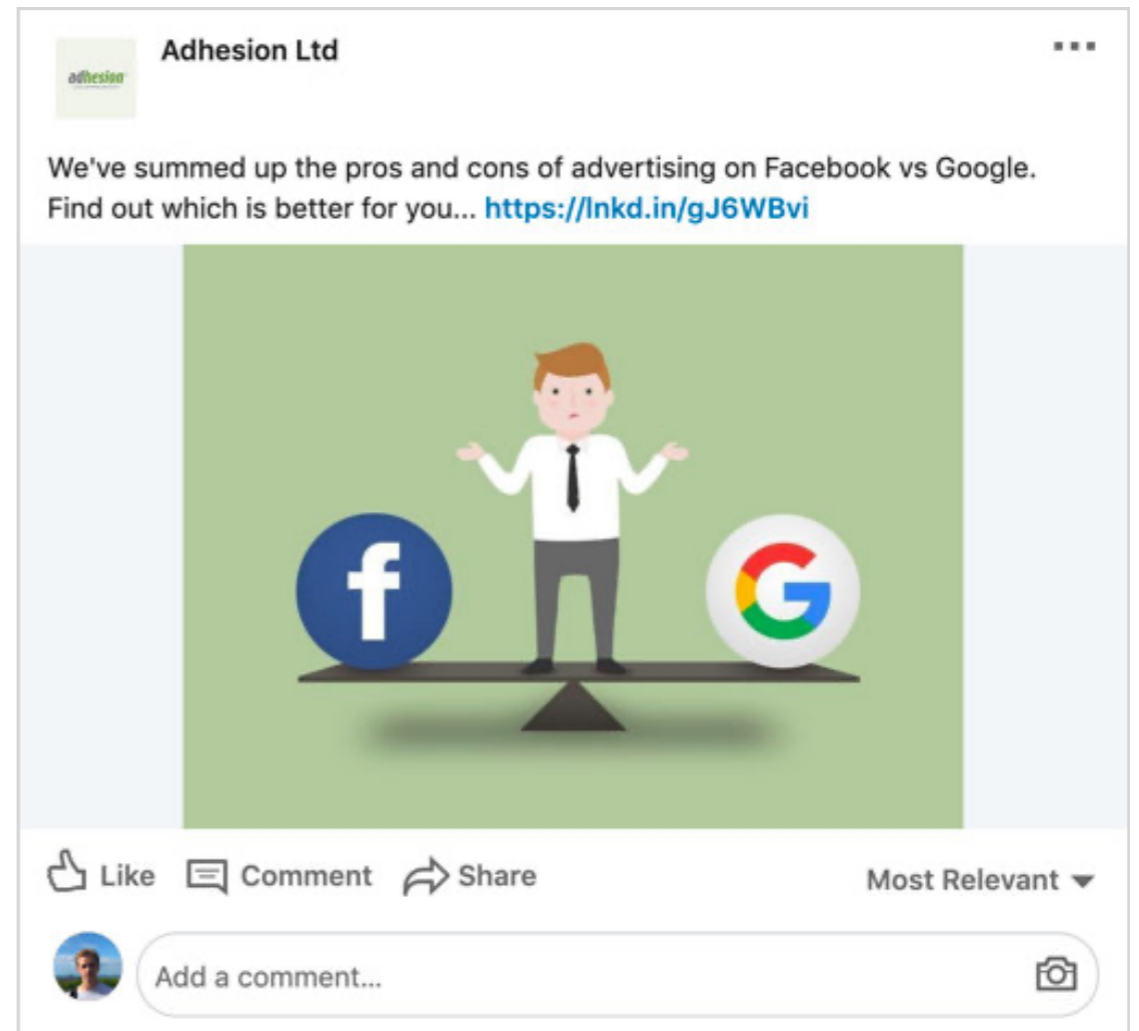 Adhesion Ltd
adhesion
We've summed up the pros and cons of advertising on Facebook vs Google.
Find out which is better for you... https://lnkd.in/gJ6WBvi
f
G
Like Comment Share
Most Relevant
Add a comment...